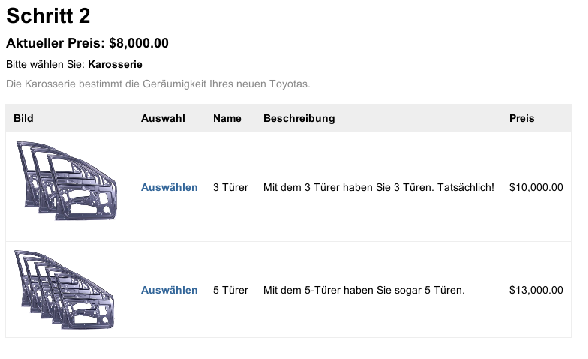 Schritt 2
Aktueller Preis: $8,000.00
Bitte wählen Sie: Karosserie
Die Karosserie bestimmt die Geräumigkeit Ihres neuen Toyotas.
Bild Auswahl Name Beschreibung Preis
Auswählen 3 Türer Mit dem 3 Türer haben Sie 3 Türen. Tatsächlich! $10,000.00
Auswählen 5 Türer Mit dem 5-Türer haben Sie sogar 5 Türen. $13,000.00